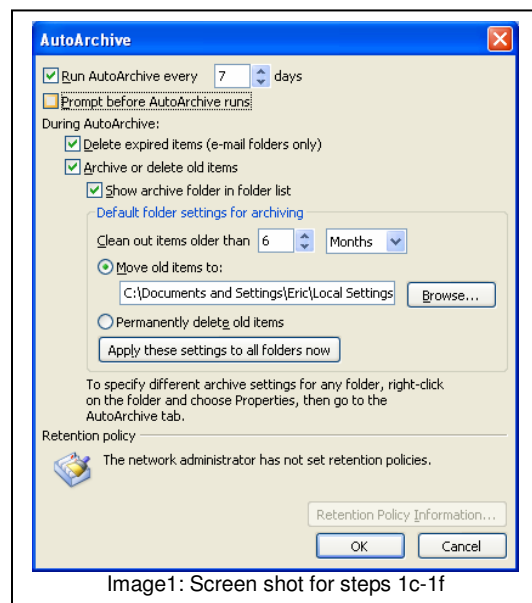 AutoArchive
Run AutoArchive every 7 days
Prompt before AutoArchive runs
During AutoArchive:
Delete expired items (e-mail folders only)
Archive or delete old items
Show archive folder in folder list
Default folder settings for archiving
Clean out items older than 6 Months
Move old items to:
C:\Documents and Settings\Eric\Local Settings Browse...
Permanently delete old items
Apply these settings to all folders now
To specify different archive settings for any folder, right-click
on the folder and choose Properties, then go to the
AutoArchive tab.
Retention policy
The network administrator has not set retention policies.
Retention Policy Information...
OK Cancel
Image1: Screen shot for steps 1c-1f